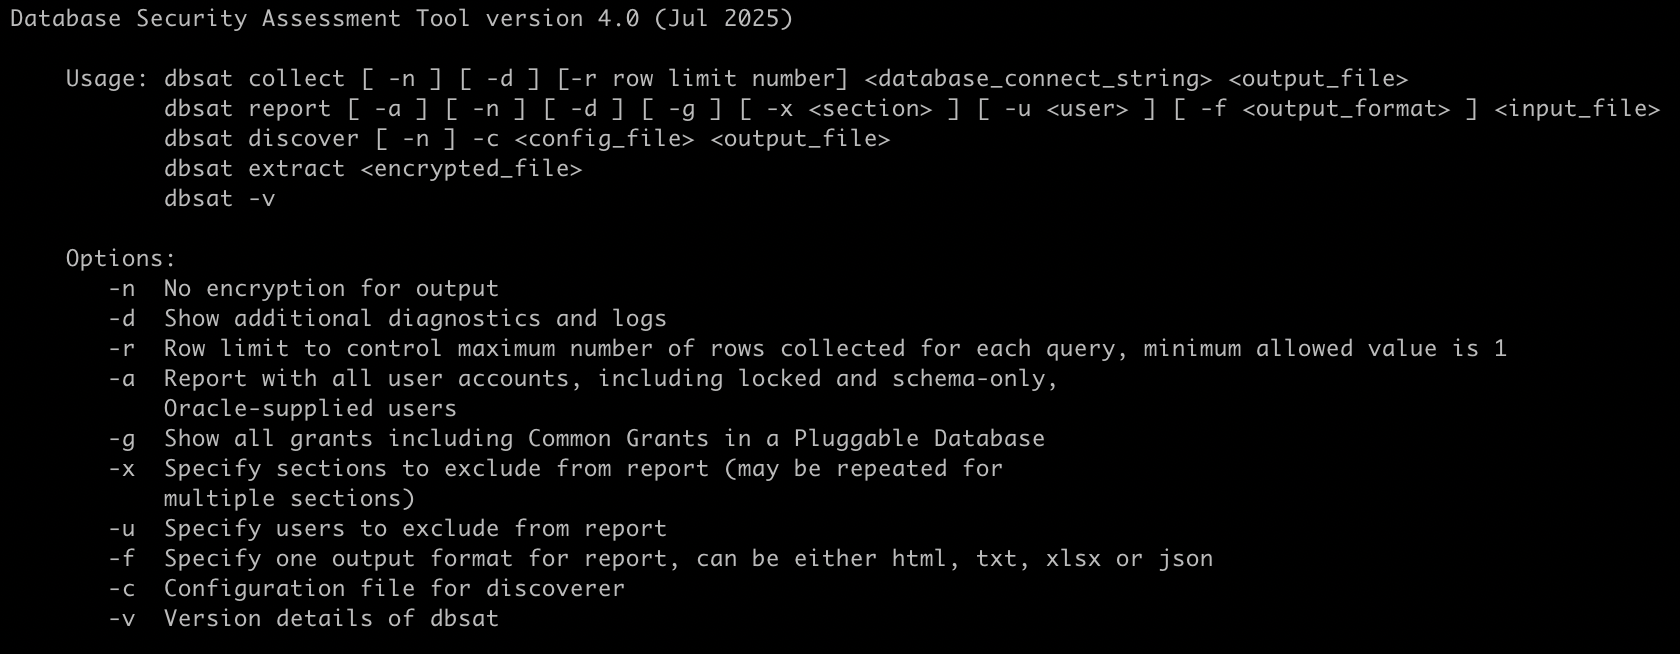 Database Security Assessment Tool version 4.0 (Jul 2025)
Usage: dbsat collect [ -n ] [ -d ] [-r row limit number] <database_connect_string> <output_file>
dbsat report [ -a ] [ -n ] [ -d ] [ -g ] [ -x <section> ] [ -u <user> ] [ -f <output_format> ] <input_file>
dbsat discover [ -n ] -c <config_file> <output_file>
dbsat extract <encrypted_file>
dbsat -v
Options:
-n  No encryption for output
-d  Show additional diagnostics and logs
-r  Row limit to control maximum number of rows collected for each query, minimum allowed value is 1
-a  Report with all user accounts, including locked and schema-only,
Oracle-supplied users
-g  Show all grants including Common Grants in a Pluggable Database
-x  Specify sections to exclude from report (may be repeated for
multiple sections)
-u  Specify users to exclude from report
-f  Specify one output format for report, can be either html, txt, xlsx or json
-c  Configuration file for discoverer
-v  Version details of dbsat